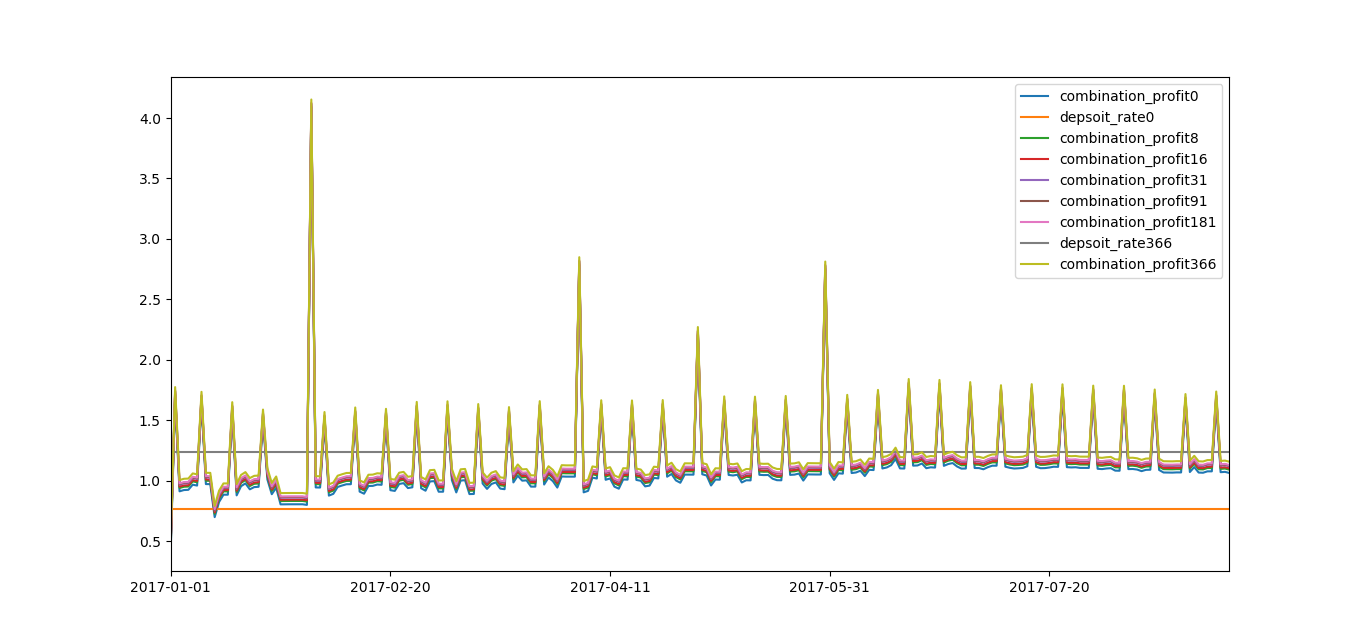 4.0
3.5
3.0
2.5
2.0
1.5
1.0
0.5
2017-01-01
2017-02-20
2017-04-11
2017-05-31
2017-07-20
combination_profit0
depsoit_rate0
combination_profit8
combination_profit16
combination_profit31
combination_profit91
combination_profit181
depsoit_rate366
combination_profit366